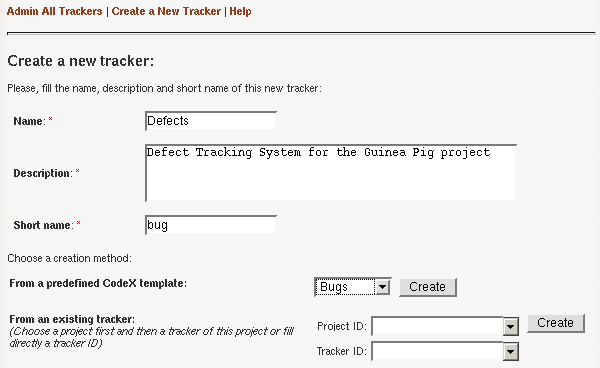 Admin All Trackers | Create a New Tracker | Help
Create a new tracker:
Please, fill the name, description and short name of this new tracker:
Name: * Defects
Description: * Defect Tracking System for the Guinea Pig project
Short name: * bug
Choose a creation method:
From a predefined CodeX template: Bugs Create
From an existing tracker:
(Choose a project first and then a tracker of this project or fill
directly a tracker ID)
Project ID: Create
Tracker ID: